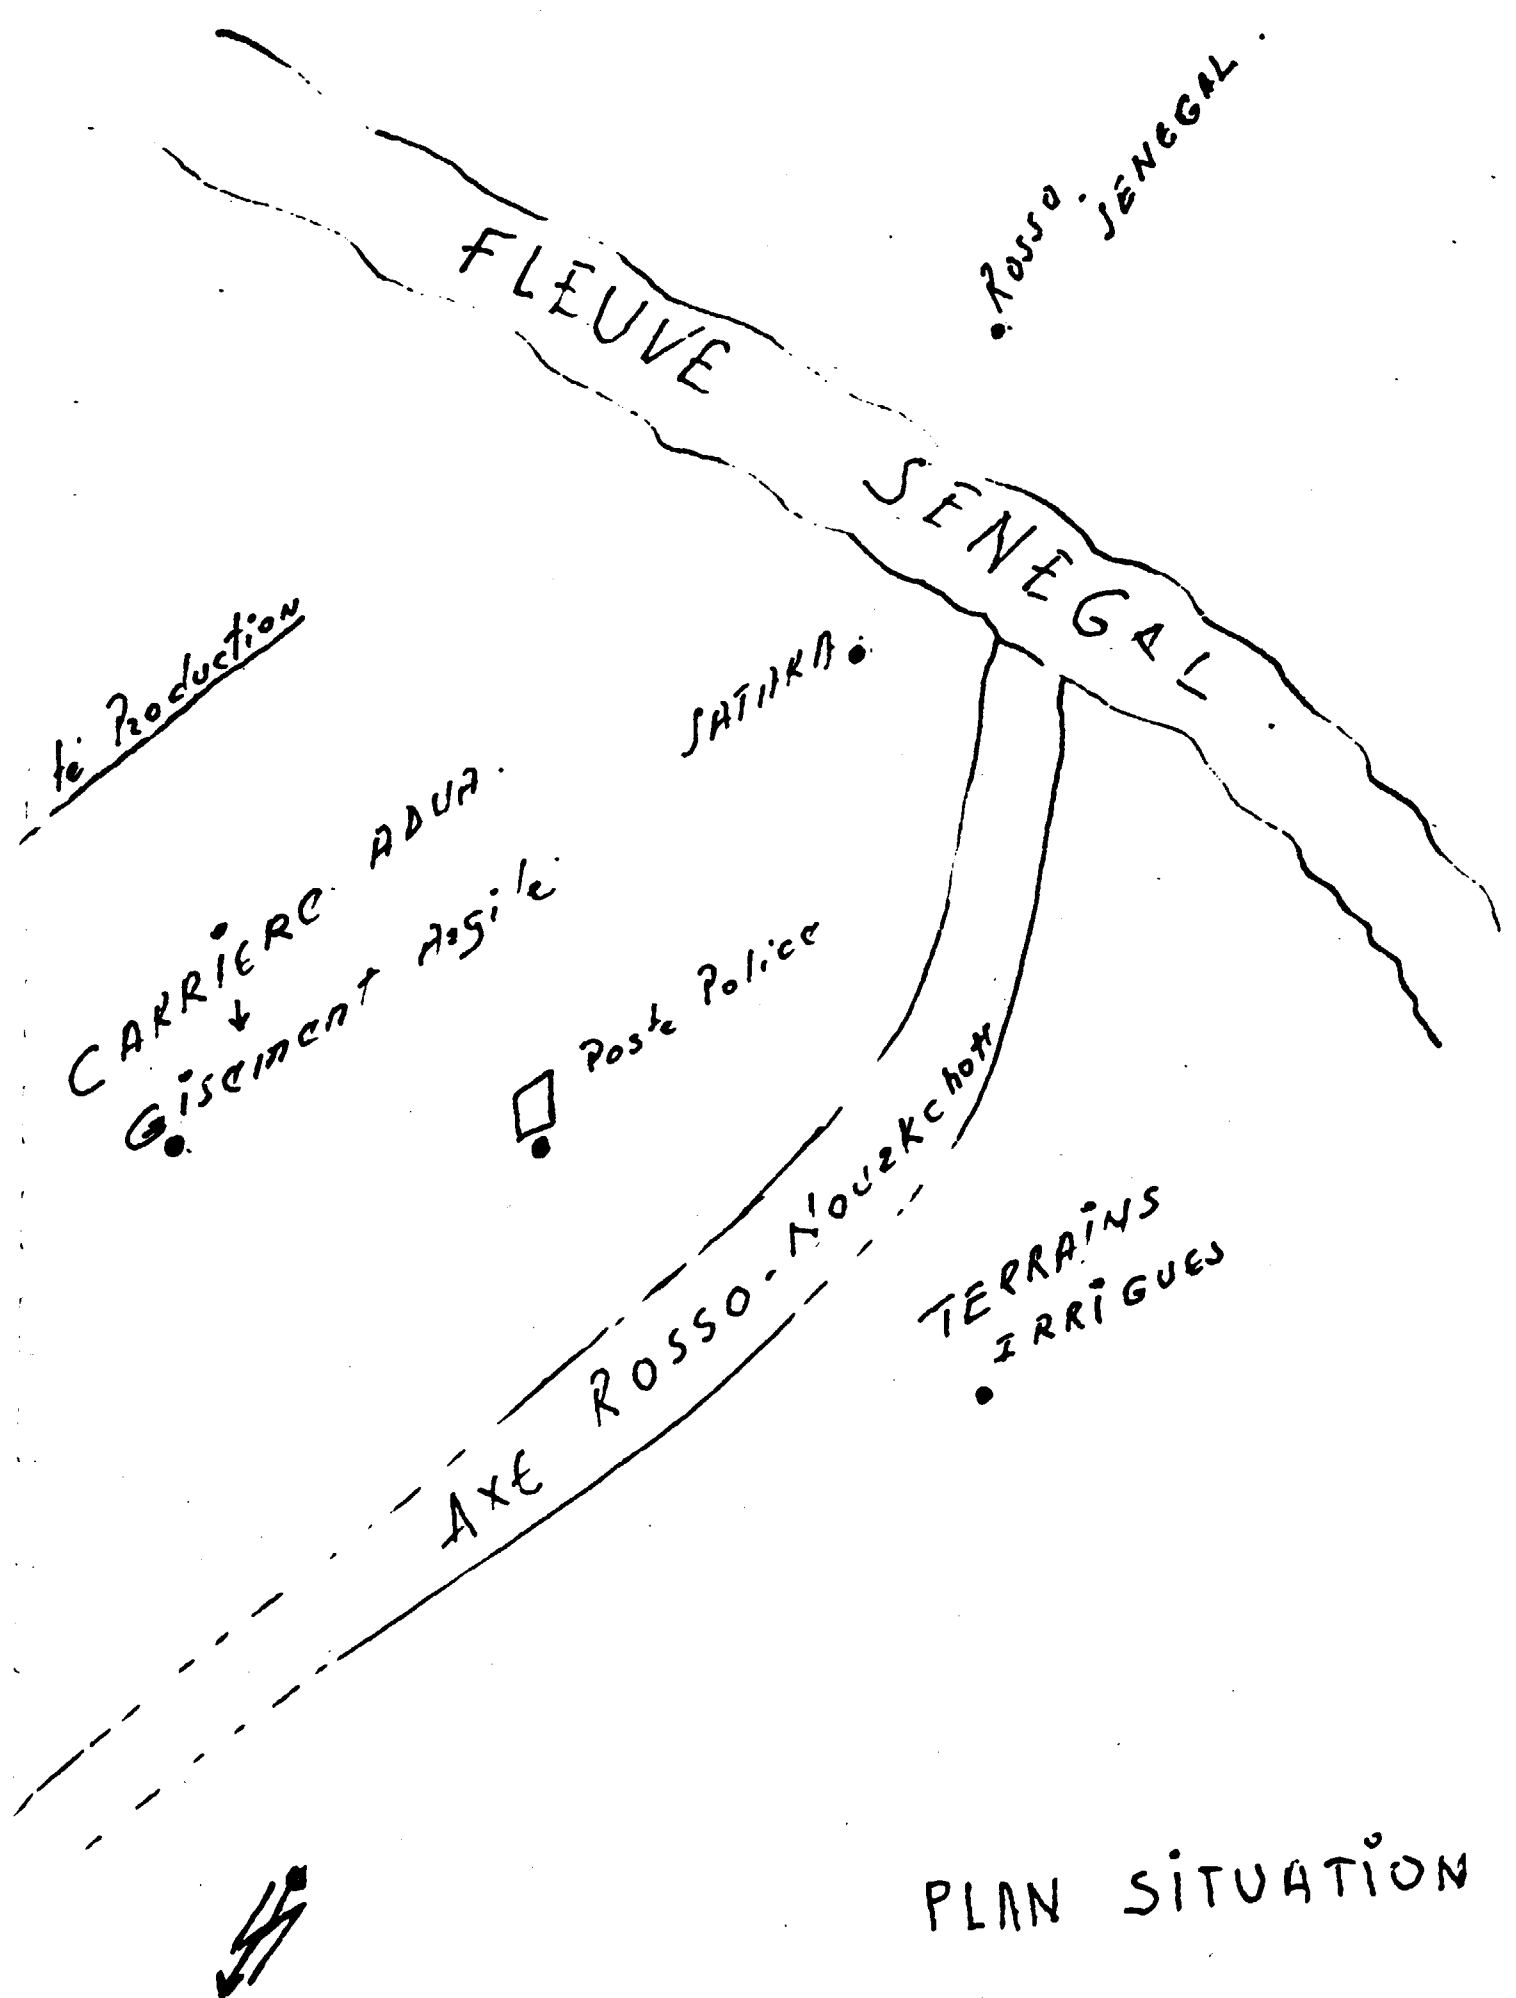 ROSSO.
SENEGAL.
FLEUVE
SENEGAL
SATARA
té Production
CARRIERE ADUA.
Gisement Argile
Poste Police
AXE ROSSO-Nouakchott
TERRAINS
IRRIGUES
PLAN SITUATION